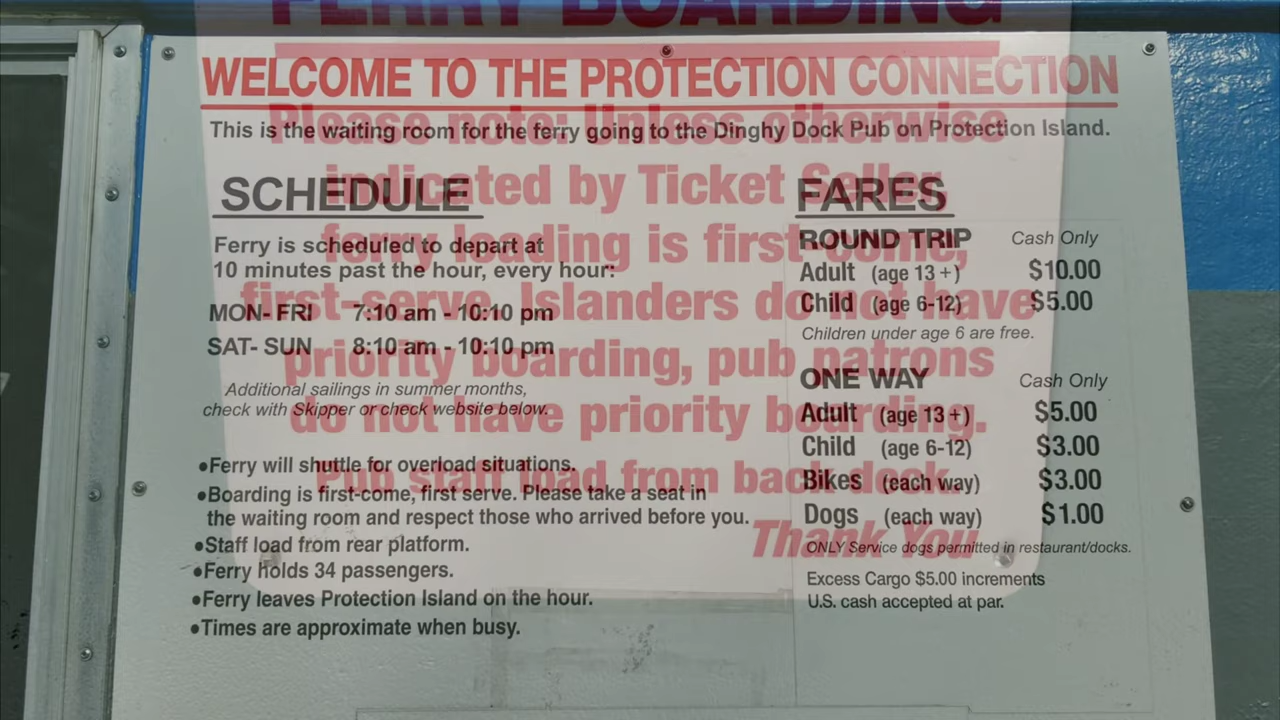 FERRY BOARDING
WELCOME TO THE PROTECTION CONNECTION
This is the waiting room for the ferry going to the Dinghy Dock Pub on Protection Island.
SCHEDULE
Ferry is scheduled to depart at
10 minutes past the hour, every hour:
MON- FRI 7:10 am - 10:10 pm
SAT- SUN 8:10 am - 10:10 pm
Additional sailings in summer months,
check with Skipper or check website below.
•Ferry will shuttle for overload situations.
•Boarding is first-come, first serve. Please take a seat in
the waiting room and respect those who arrived before you.
•Staff load from rear platform.
•Ferry holds 34 passengers.
•Ferry leaves Protection Island on the hour.
•Times are approximate when busy.
FARES
ROUND TRIP Cash Only
Adult (age 13+) $10.00
Child (age 6-12) $5.00
Children under age 6 are free.
ONE WAY Cash Only
Adult (age 13+) $5.00
Child (age 6-12) $3.00
Bikes (each way) $3.00
Dogs (each way) $1.00
ONLY Service dogs permitted in restaurant/docks.
Excess Cargo $5.00 increments
U.S. cash accepted at par.
Please note: Unless otherwise
indicated by Ticket Seller,
ferry loading is first-come,
first-serve. Islanders do not have
priority boarding, pub patrons
do not have priority boarding.
Pub staff load from back deck.
Thank You